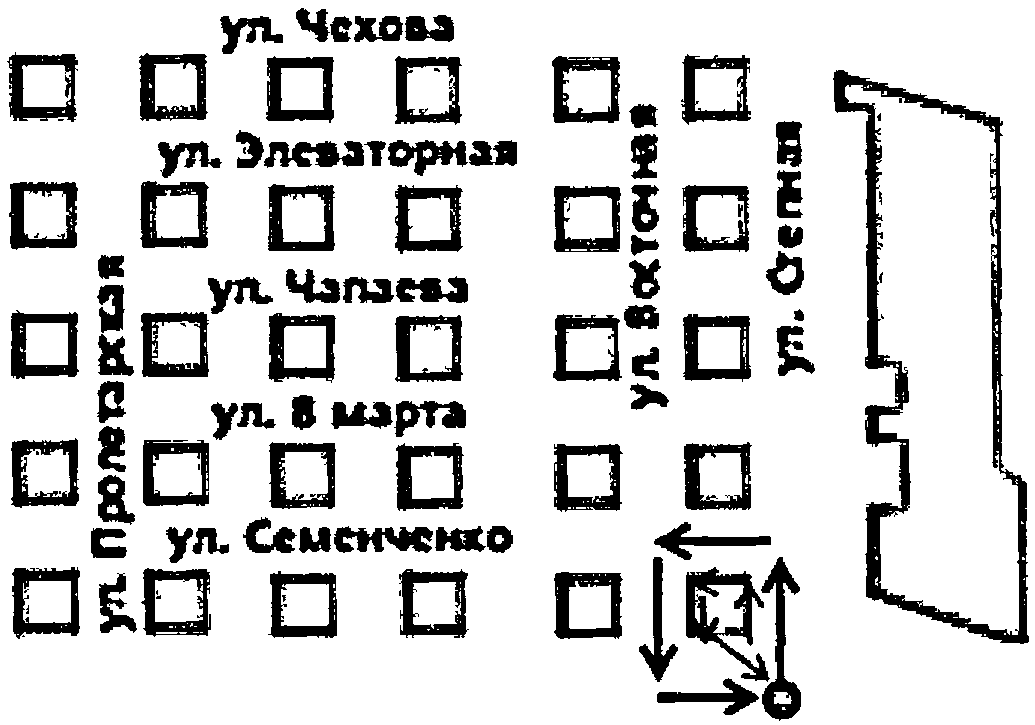 ул. Чехова
ул. Элеваторная
ул. Чапаева
ул. 8 марта
ул. Семенченко
ул. Пролетарская
ул. Восточная
ул. Степная